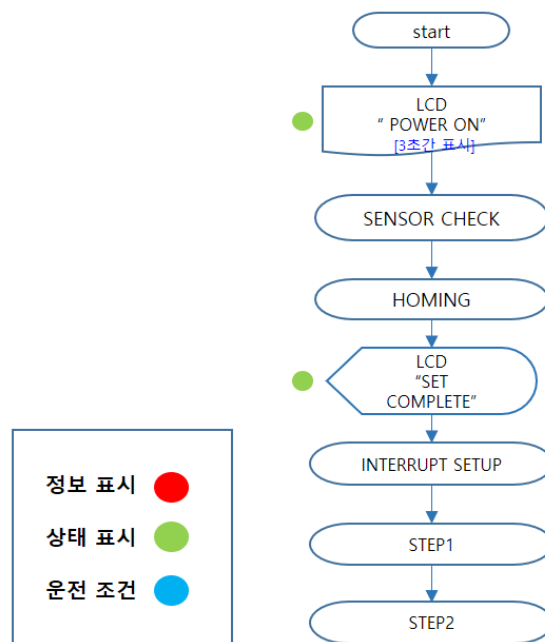 start
LCD
“ POWER ON”
[3초간 표시]
SENSOR CHECK
HOMING
LCD
“SET
COMPLETE”
INTERRUPT SETUP
STEP1
STEP2
정보 표시
상태 표시
운전 조건